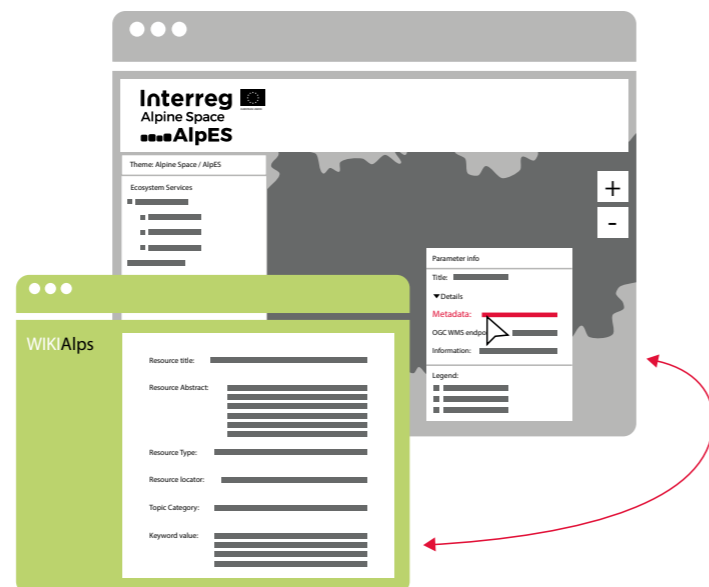 Interreg
Alpine Space
AlpES
Theme: Alpine Space / AlpES
Ecosystem Services
+
-
Parameter info
Title:
▼Details
Metadata:
OGC WMS endpo
Information:
Legend:
WIKIAlps
Resource title:
Resource Abstract:
Resource Type:
Resource locator:
Topic Category:
Keyword value: